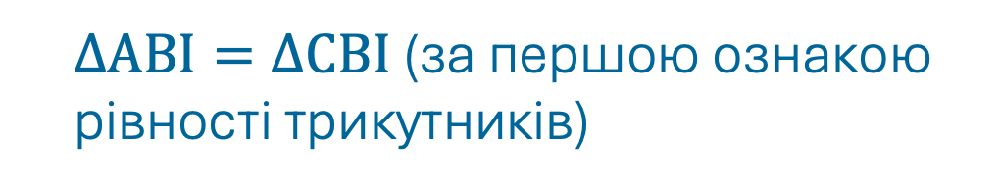 ΔABI = ΔCBI (за першою ознакою
рівності трикутників)